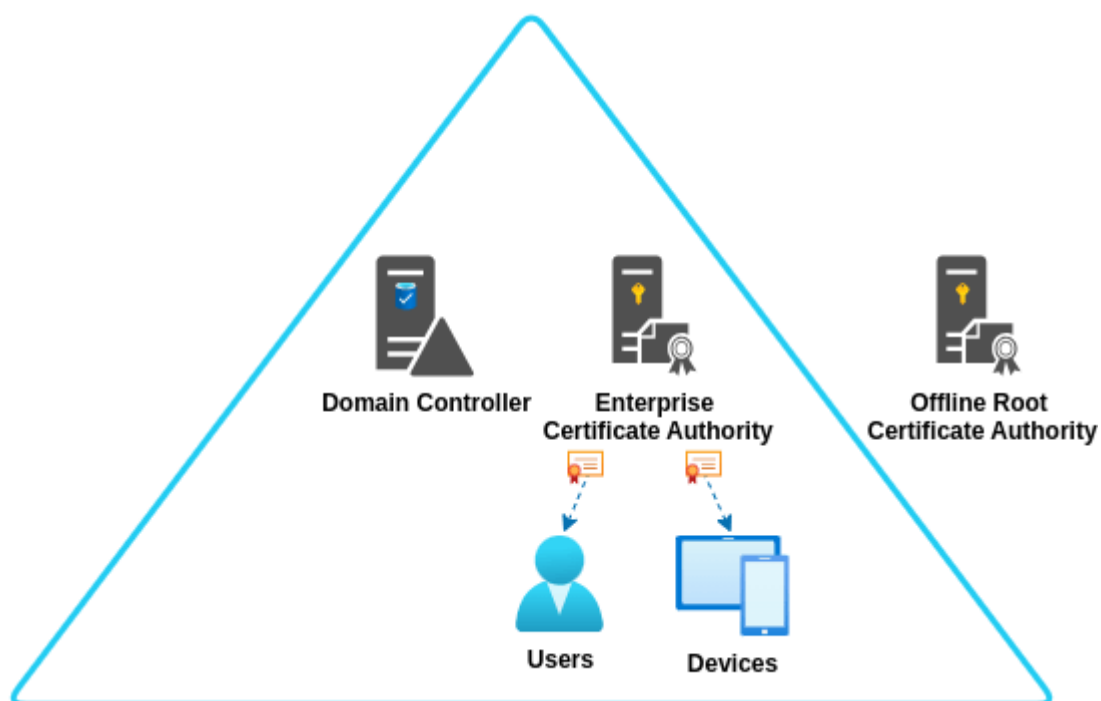 Domain Controller
Enterprise
Certificate Authority
Offline Root
Certificate Authority
Users
Devices